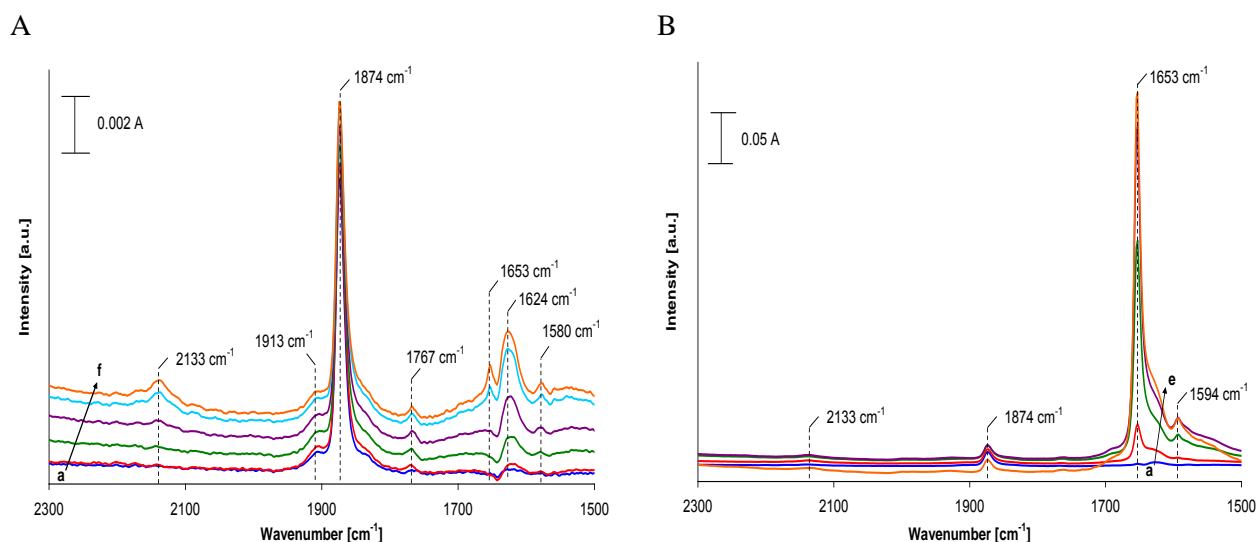 A
1874 cm⁻¹
0.002 A
1653 cm⁻¹
1624 cm⁻¹
1580 cm⁻¹
1913 cm⁻¹
1767 cm⁻¹
2133 cm⁻¹
f
a
Intensity [a.u.]
2300 2100 1900 1700 1500
Wavenumber [cm⁻¹]
B
1653 cm⁻¹
0.05 A
e
1594 cm⁻¹
2133 cm⁻¹
1874 cm⁻¹
a
Intensity [a.u.]
2300 2100 1900 1700 1500
Wavenumber [cm⁻¹]